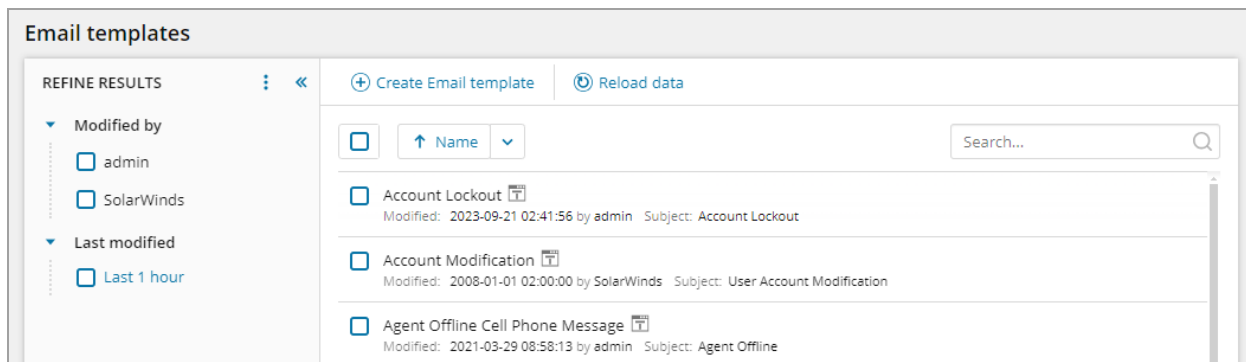 Email templates
REFINE RESULTS
Modified by
admin
SolarWinds
Last modified
Last 1 hour
Create Email template
Reload data
Name
Search...
Account Lockout
Modified: 2023-09-21 02:41:56 by admin Subject: Account Lockout
Account Modification
Modified: 2008-01-01 02:00:00 by SolarWinds Subject: User Account Modification
Agent Offline Cell Phone Message
Modified: 2021-03-29 08:58:13 by admin Subject: Agent Offline